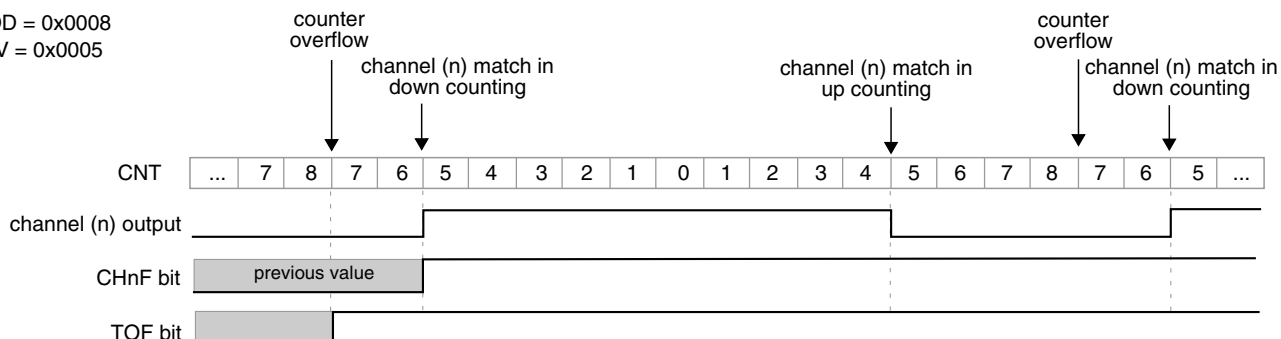 OD = 0x0008
V = 0x0005
counter
overflow
channel (n) match in
down counting
channel (n) match in
up counting
counter
overflow
channel (n) match in
down counting
CNT ... 7 8 7 6 5 4 3 2 1 0 1 2 3 4 5 6 7 8 7 6 5 ...
channel (n) output
CHnF bit previous value
TOF bit